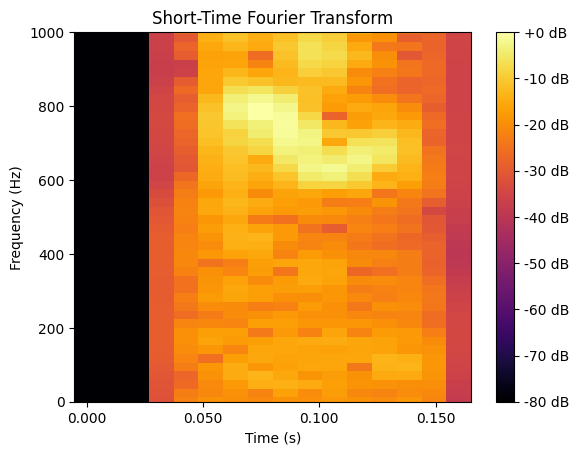 Short-Time Fourier Transform
Frequency (Hz)
1000
800
600
400
200
0
0.000
0.050
0.100
0.150
Time (s)
+0 dB
-10 dB
-20 dB
-30 dB
-40 dB
-50 dB
-60 dB
-70 dB
-80 dB